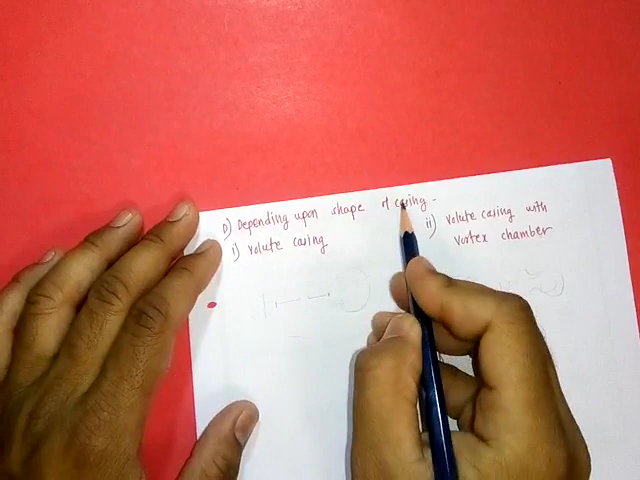 D) Depending upon shape of casing -
i) Volute casing
ii) Volute casing with
Vortex chamber